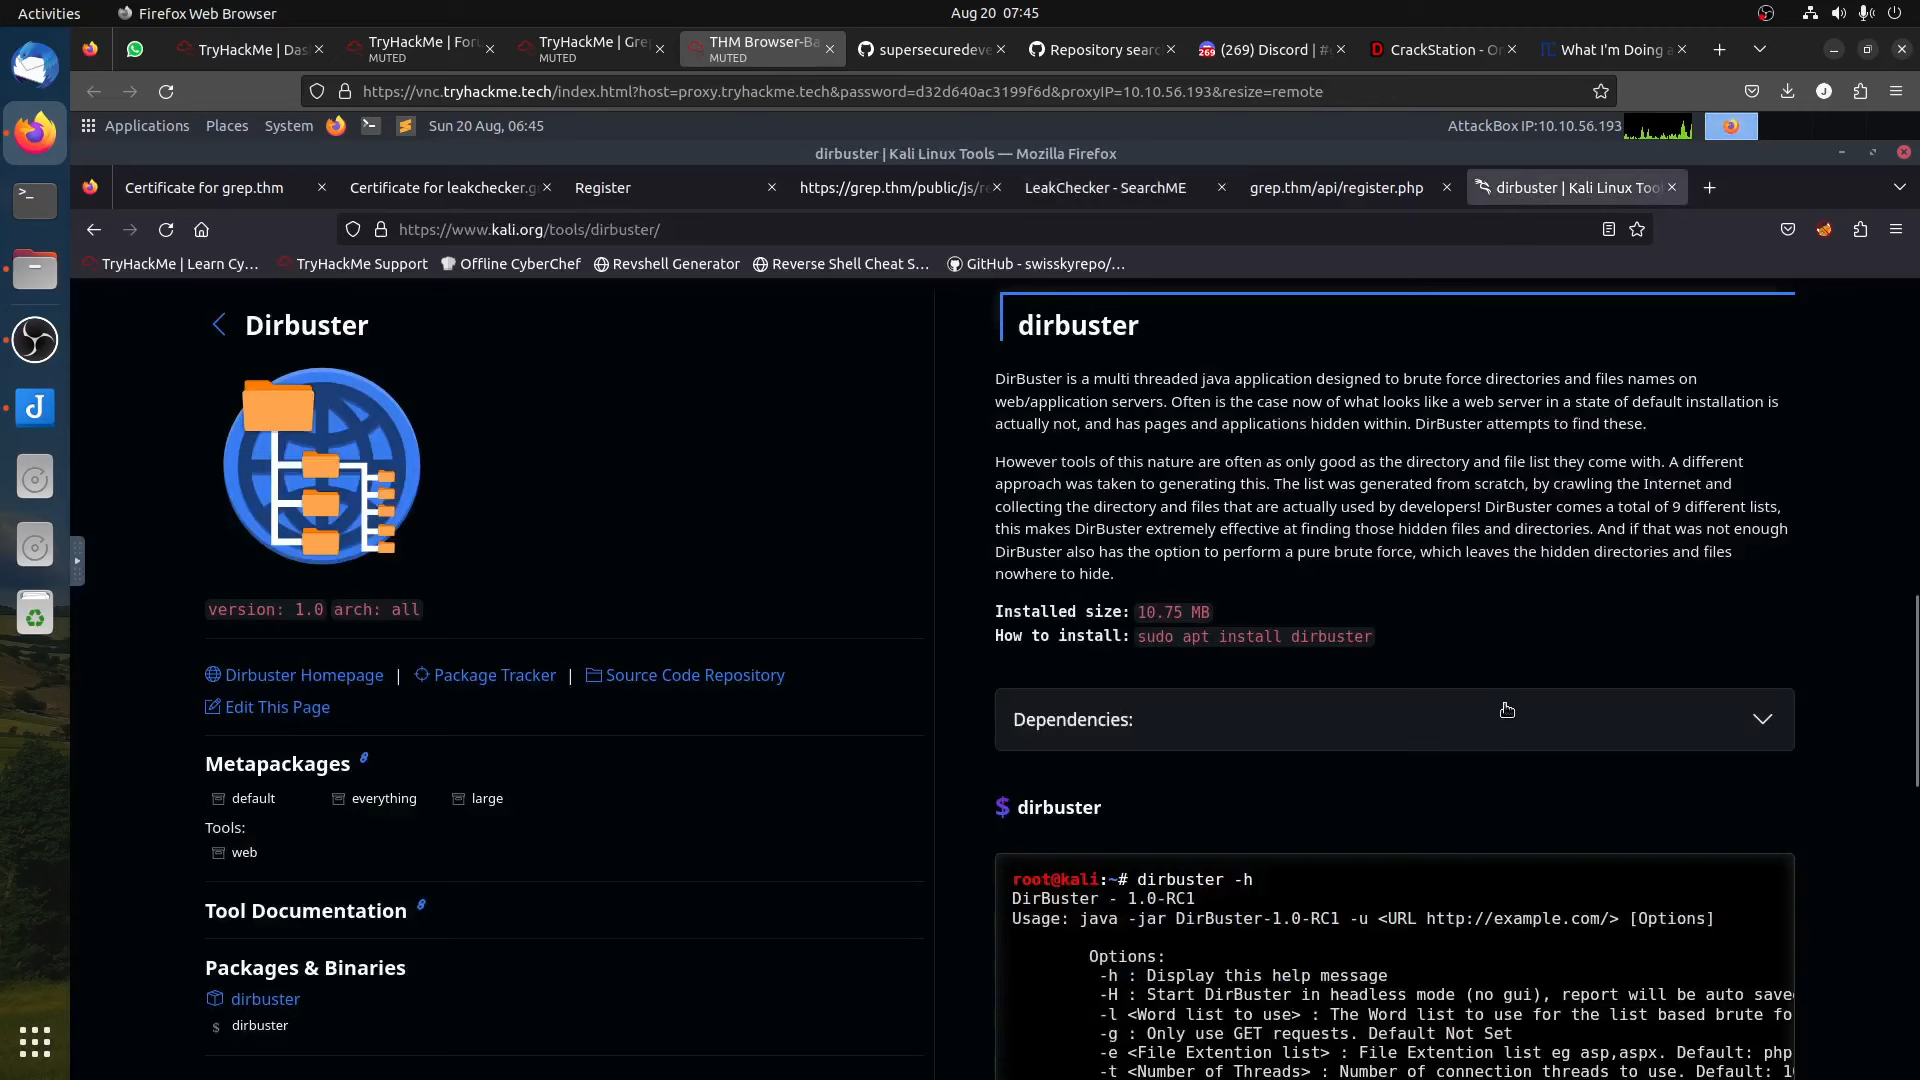 Activities
Firefox Web Browser
Aug 20 07:45
TryHackMe | Das
TryHackMe | For
MUTED
TryHackMe | Gre
MUTED
THM Browser-Ba
MUTED
supersecuredeve
Repository searc
(269) Discord | #
CrackStation - Or
What I'm Doing a
https://vnc.tryhackme.tech/index.html?host=proxy.tryhackme.tech&password=d32d640ac3199f6d&proxyIP=10.10.56.193&resize=remote
Applications
Places
System
Sun 20 Aug, 06:45
AttackBox IP:10.10.56.193
dirbuster | Kali Linux Tools — Mozilla Firefox
Certificate for grep.thm
Certificate for leakchecker.g
Register
https://grep.thm/public/js/re
LeakChecker - SearchME
grep.thm/api/register.php
dirbuster | Kali Linux Tool
https://www.kali.org/tools/dirbuster/
TryHackMe | Learn Cy…
TryHackMe Support
Offline CyberChef
Revshell Generator
Reverse Shell Cheat S…
GitHub - swisskyrepo/…
Dirbuster
version: 1.0 arch: all
Dirbuster Homepage | Package Tracker | Source Code Repository
Edit This Page
Metapackages
default everything large
Tools:
web
Tool Documentation
Packages & Binaries
dirbuster
$ dirbuster
dirbuster
DirBuster is a multi threaded java application designed to brute force directories and files names on
web/application servers. Often is the case now of what looks like a web server in a state of default installation is
actually not, and has pages and applications hidden within. DirBuster attempts to find these.
However tools of this nature are often as only good as the directory and file list they come with. A different
approach was taken to generating this. The list was generated from scratch, by crawling the Internet and
collecting the directory and files that are actually used by developers! DirBuster comes a total of 9 different lists,
this makes DirBuster extremely effective at finding those hidden files and directories. And if that was not enough
DirBuster also has the option to perform a pure brute force, which leaves the hidden directories and files
nowhere to hide.
Installed size: 10.75 MB
How to install: sudo apt install dirbuster
Dependencies:
$ dirbuster
root@kali:~# dirbuster -h
DirBuster - 1.0-RC1
Usage: java -jar DirBuster-1.0-RC1 -u <URL http://example.com/> [Options]
Options:
-h : Display this help message
-H : Start DirBuster in headless mode (no gui), report will be auto save
-l <Word list to use> : The Word list to use for the list based brute fo
-g : Only use GET requests. Default Not Set
-e <File Extention list> : File Extention list eg asp,aspx. Default: php
-t <Number of Threads> : Number of connection threads to use. Default: 1